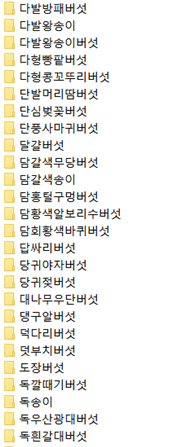 다발방패버섯
다발왕송이
다발왕송이버섯
다형빵팥버섯
다형콩꼬뚜리버섯
단발머리땀버섯
단심벚꽃버섯
단풍사마귀버섯
달걀버섯
담갈색무당버섯
담갈색송이
담홍털구멍버섯
담황색알보리수버섯
담회황색바퀴버섯
답싸리버섯
당귀야자버섯
당귀젖버섯
대나무우단버섯
댕구알버섯
덕다리버섯
덧부치버섯
도장버섯
독깔때기버섯
독송이
독우산광대버섯
독흰갈대버섯